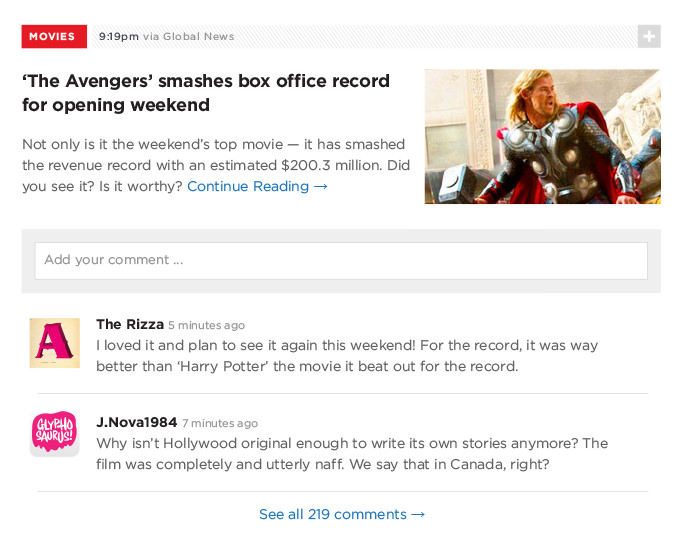 MOVIES 9:19pm via Global News
‘The Avengers’ smashes box office record
for opening weekend
Not only is it the weekend’s top movie — it has smashed
the revenue record with an estimated $200.3 million. Did
you see it? Is it worthy? Continue Reading →
Add your comment ...
A
The Rizza 5 minutes ago
I loved it and plan to see it again this weekend! For the record, it was way
better than ‘Harry Potter’ the movie it beat out for the record.
GLYPHO
SAURUS!
J.Nova1984 7 minutes ago
Why isn’t Hollywood original enough to write its own stories anymore? The
film was completely and utterly naff. We say that in Canada, right?
See all 219 comments →